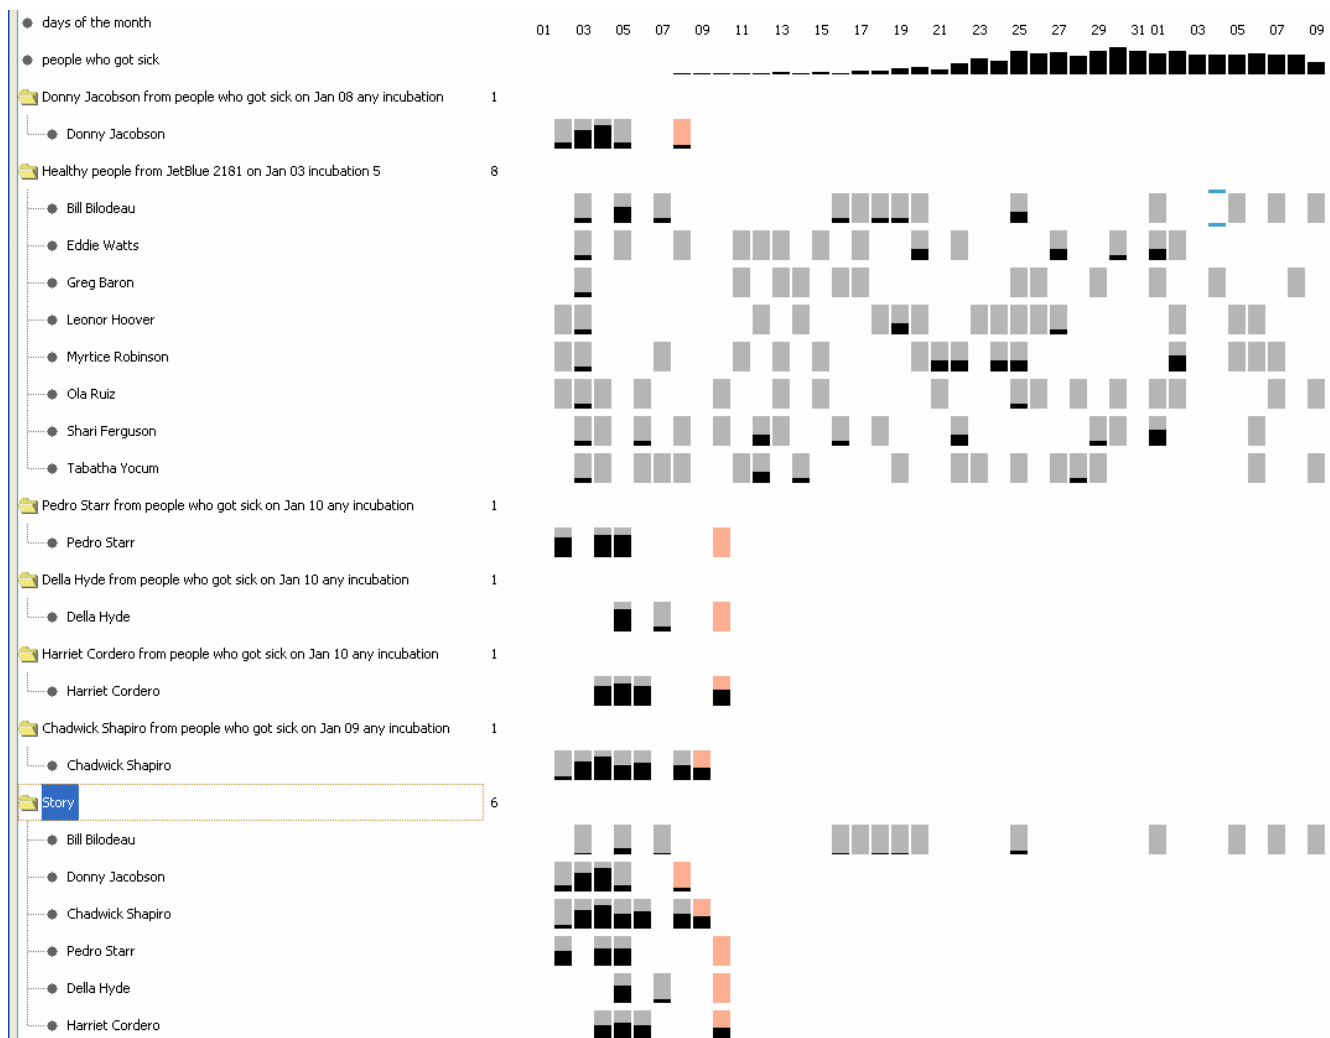 days of the month
01 03 05 07 09 11 13 15 17 19 21 23 25 27 29 31 01 03 05 07 09
people who got sick
Donny Jacobson from people who got sick on Jan 08 any incubation 1
Donny Jacobson
Healthy people from JetBlue 2181 on Jan 03 incubation 5 8
Bill Bilodeau
Eddie Watts
Greg Baron
Leonor Hoover
Myrtice Robinson
Ola Ruiz
Shari Ferguson
Tabatha Yocum
Pedro Starr from people who got sick on Jan 10 any incubation 1
Pedro Starr
Della Hyde from people who got sick on Jan 10 any incubation 1
Della Hyde
Harriet Cordero from people who got sick on Jan 10 any incubation 1
Harriet Cordero
Chadwick Shapiro from people who got sick on Jan 09 any incubation 1
Chadwick Shapiro
Story 6
Bill Bilodeau
Donny Jacobson
Chadwick Shapiro
Pedro Starr
Della Hyde
Harriet Cordero